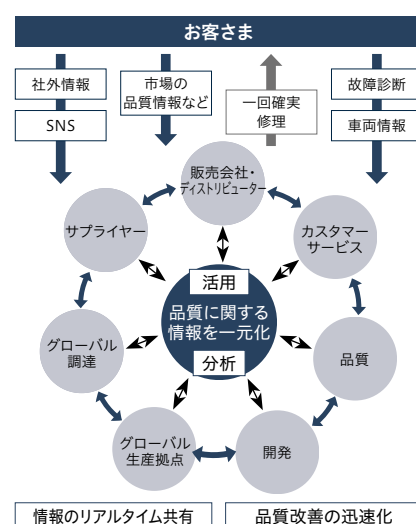 お客さま
社外情報
SNS
市場の
品質情報など
一回確実
修理
故障診断
車両情報
販売会社・
ディストリビューター
サプライヤー
カスタマー
サービス
活用
品質に関する
情報を一元化
分析
グローバル
調達
品質
グローバル
生産拠点
開発
情報のリアルタイム共有
品質改善の迅速化